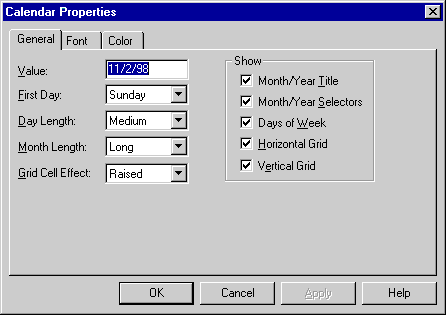 Calendar Properties
General Font Color
Value: 11/2/98
First Day: Sunday
Day Length: Medium
Month Length: Long
Grid Cell Effect: Raised
Show
Month/Year Title
Month/Year Selectors
Days of Week
Horizontal Grid
Vertical Grid
OK Cancel Apply Help